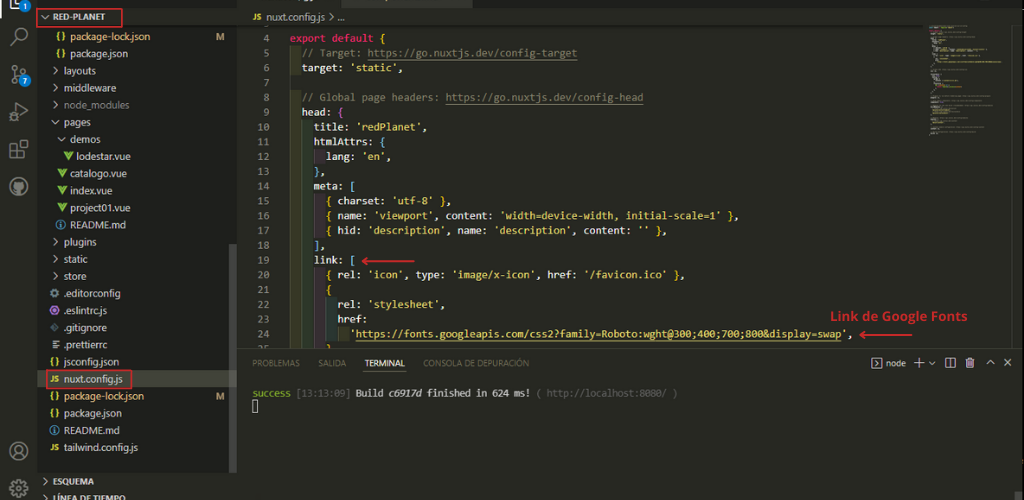 1
RED-PLANET
package-lock.json M
package.json
layouts
middleware
node_modules
pages
demos
lodestar.vue
catalogo.vue
index.vue
project01.vue
README.md
plugins
static
store
.editorconfig
.eslintrc.js
.gitignore
.prettierrc
jsconfig.json
nuxt.config.js
package-lock.json M
package.json
README.md
tailwind.config.js
ESQUEMA
LÍNEA DE TIEMPO
7
nuxt.config.js > ...
4 export default {
5 // Target: https://go.nuxtjs.dev/config-target
6 target: 'static',
7
8 // Global page headers: https://go.nuxtjs.dev/config-head
9 head: {
10 title: 'redPlanet',
11 htmlAttrs: {
12 lang: 'en',
13 },
14 meta: [
15 { charset: 'utf-8' },
16 { name: 'viewport', content: 'width=device-width, initial-scale=1' },
17 { hid: 'description', name: 'description', content: '' },
18 ],
19 link: [
20 { rel: 'icon', type: 'image/x-icon', href: '/favicon.ico' },
21 {
22 rel: 'stylesheet',
23 href:
Link de Google Fonts
24 'https://fonts.googleapis.com/css2?family=Roboto:wght@300;400;700;800&display=swap',
PROBLEMAS SALIDA TERMINAL CONSOLA DE DEPURACIÓN node
success [13:13:09] Build c6917d finished in 624 ms! ( http://localhost:8080/ )